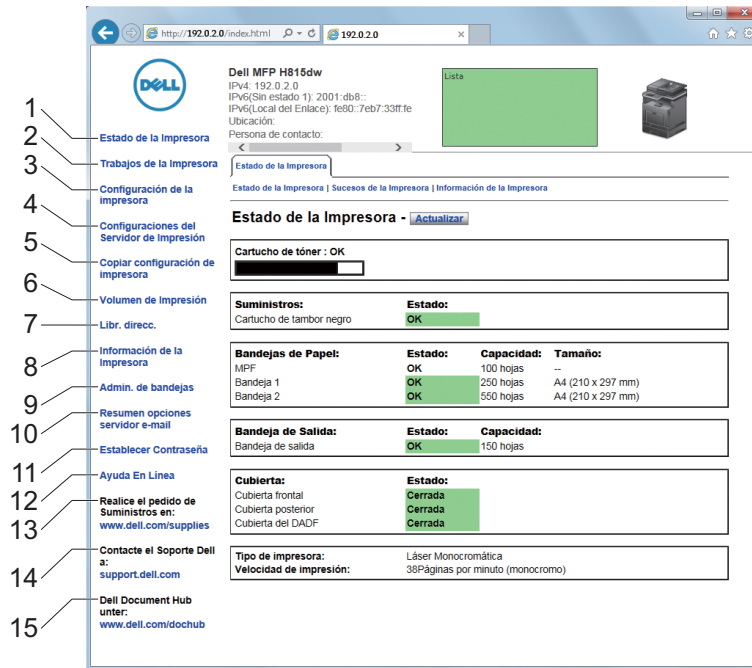 http://192.0.2.0/index.html
192.0.2.0
DELL
Dell MFP H815dw
IPv4: 192.0.2.0
IPv6(Sin estado 1): 2001:db8::
IPv6(Local del Enlace): fe80::7eb7:33ff:fe
Ubicación:
Persona de contacto:
Lista
1
Estado de la Impresora
2
Trabajos de la Impresora
3
Configuración de la
impresora
4
Configuraciones del
Servidor de Impresión
5
Copiar configuración de
impresora
6
Volumen de Impresión
7
Libr. direcc.
8
Información de la
Impresora
9
Admin. de bandejas
10
Resumen opciones
servidor e-mail
11
Establecer Contraseña
12
Ayuda En Línea
13
Realice el pedido de
Suministros en:
www.dell.com/supplies
14
Contacte el Soporte Dell
a:
support.dell.com
15
Dell Document Hub
unter:
www.dell.com/dochub
Estado de la Impresora
Estado de la Impresora | Sucesos de la Impresora | Información de la Impresora
Estado de la Impresora - Actualizar
Cartucho de tóner : OK
Suministros: Estado:
Cartucho de tambor negro OK
Bandejas de Papel: Estado: Capacidad: Tamaño:
MPF OK 100 hojas --
Bandeja 1 OK 250 hojas A4 (210 x 297 mm)
Bandeja 2 OK 550 hojas A4 (210 x 297 mm)
Bandeja de Salida: Estado: Capacidad:
Bandeja de salida OK 150 hojas
Cubierta: Estado:
Cubierta frontal Cerrada
Cubierta posterior Cerrada
Cubierta del DADF Cerrada
Tipo de impresora: Láser Monocromática
Velocidad de impresión: 38Páginas por minuto (monocromo)